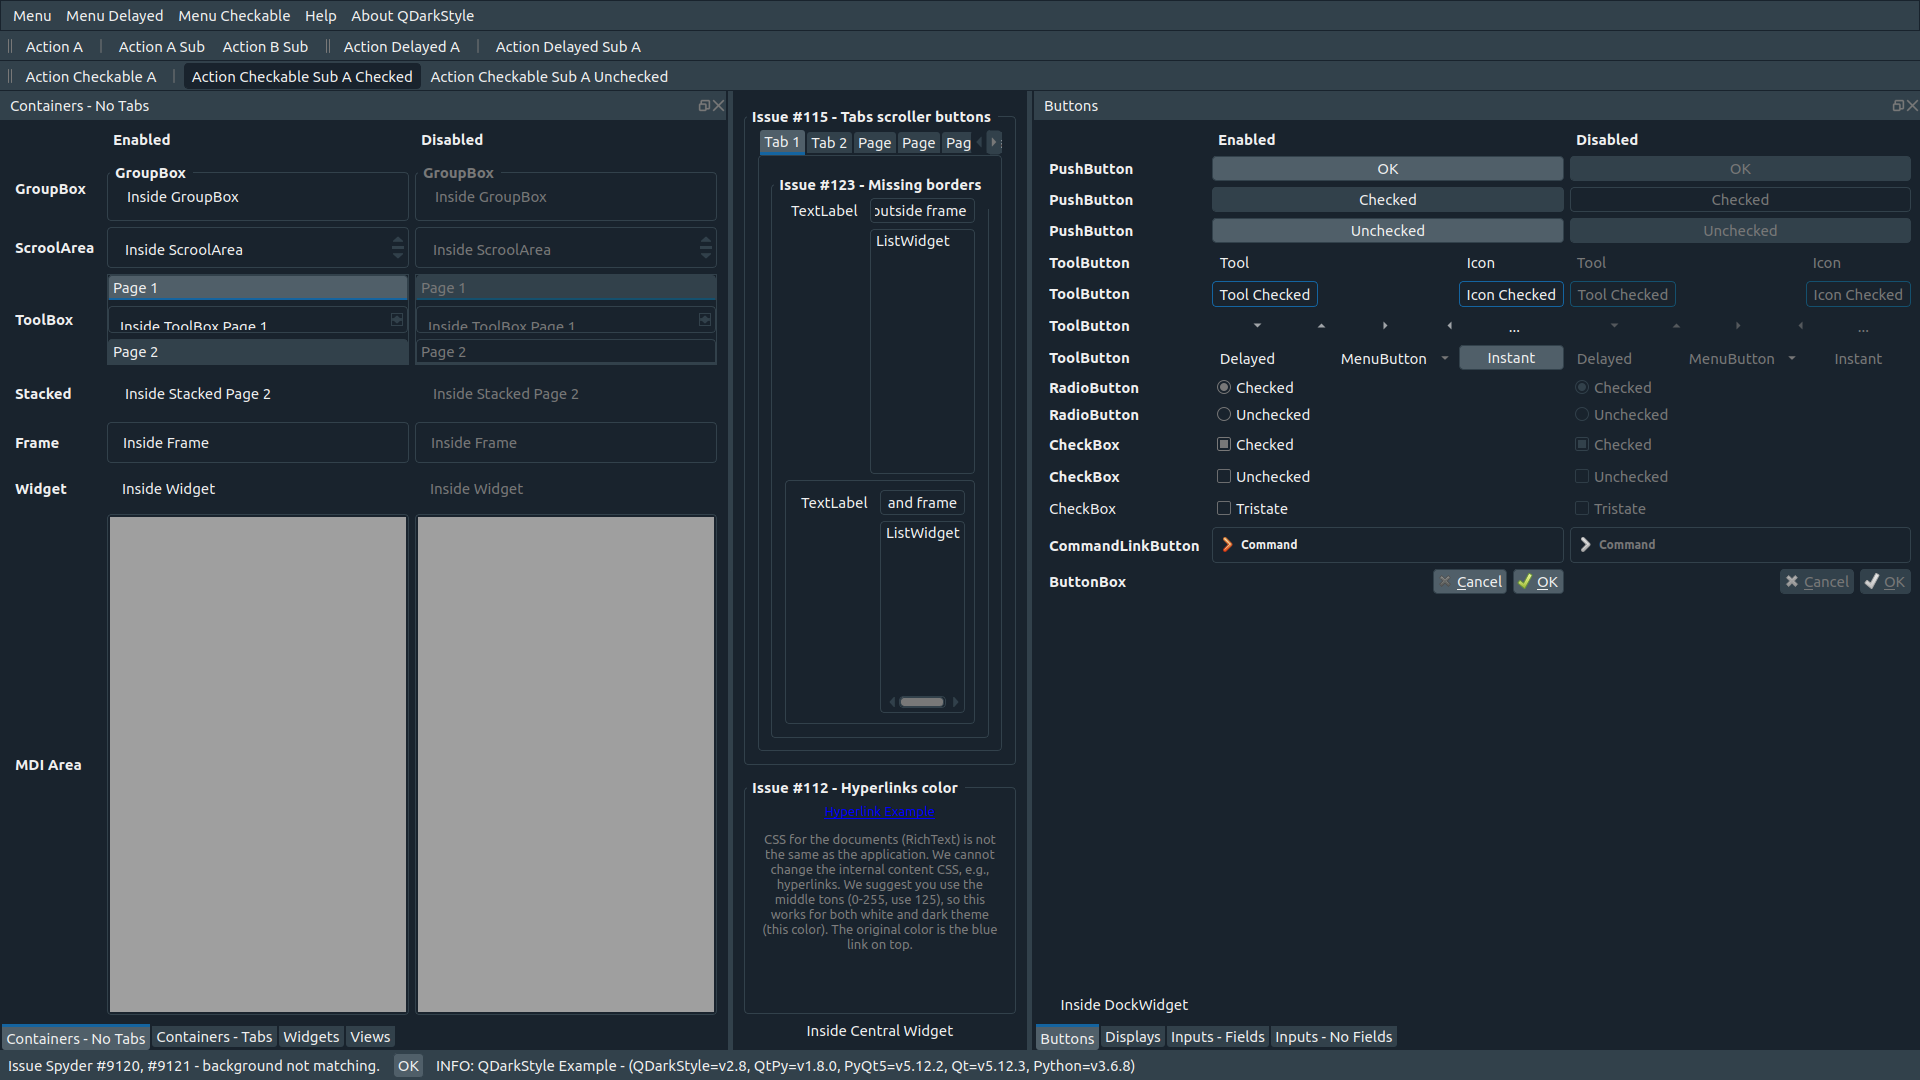 Menu Menu Delayed Menu Checkable Help About QDarkStyle
Action A Action A Sub Action B Sub Action Delayed A Action Delayed Sub A
Action Checkable A Action Checkable Sub A Checked Action Checkable Sub A Unchecked
Containers - No Tabs
Enabled Disabled
GroupBox GroupBox
GroupBox Inside GroupBox Inside GroupBox
ScroolArea Inside ScroolArea Inside ScroolArea
Page 1 Page 1
ToolBox Inside ToolBox Page 1 Inside ToolBox Page 1
Page 2 Page 2
Stacked Inside Stacked Page 2 Inside Stacked Page 2
Frame Inside Frame Inside Frame
Widget Inside Widget Inside Widget
MDI Area
Containers - No Tabs Containers - Tabs Widgets Views
Issue #115 - Tabs scroller buttons
Tab 1 Tab 2 Page Page Pag
Issue #123 - Missing borders
TextLabel outside frame
ListWidget
TextLabel and frame
ListWidget
Issue #112 - Hyperlinks color
Hyperlink Example
CSS for the documents (RichText) is not
the same as the application. We cannot
change the internal content CSS, e.g.,
hyperlinks. We suggest you use the
middle tons (0-255, use 125), so this
works for both white and dark theme
(this color). The original color is the blue
link on top.
Inside Central Widget
Buttons
Enabled Disabled
PushButton OK OK
PushButton Checked Checked
PushButton Unchecked Unchecked
ToolButton Tool Icon Tool Icon
ToolButton Tool Checked Icon Checked Tool Checked Icon Checked
ToolButton ... ...
ToolButton Delayed MenuButton Instant Delayed MenuButton Instant
RadioButton Checked Checked
RadioButton Unchecked Unchecked
CheckBox Checked Checked
CheckBox Unchecked Unchecked
CheckBox Tristate Tristate
CommandLinkButton Command Command
ButtonBox Cancel OK Cancel OK
Inside DockWidget
Buttons Displays Inputs - Fields Inputs - No Fields
Issue Spyder #9120, #9121 - background not matching. OK INFO: QDarkStyle Example - (QDarkStyle=v2.8, QtPy=v1.8.0, PyQt5=v5.12.2, Qt=v5.12.3, Python=v3.6.8)